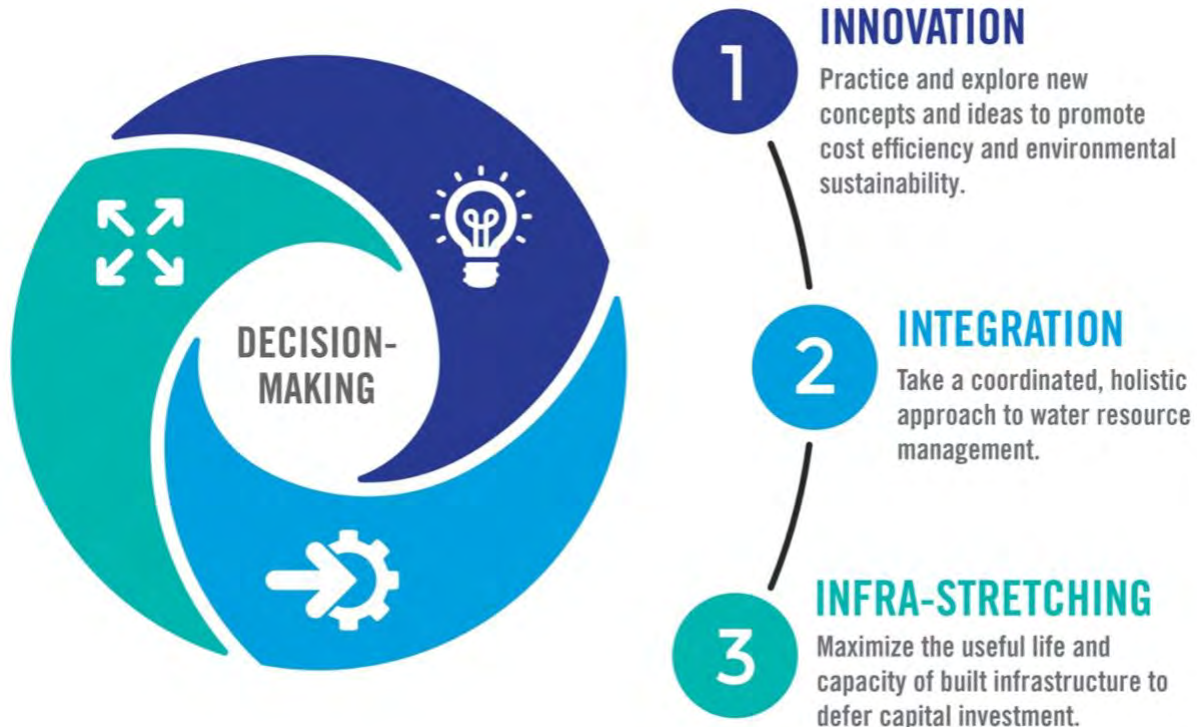 DECISION-
MAKING
1
INNOVATION
Practice and explore new
concepts and ideas to promote
cost efficiency and environmental
sustainability.
2
INTEGRATION
Take a coordinated, holistic
approach to water resource
management.
3
INFRA-STRETCHING
Maximize the useful life and
capacity of built infrastructure to
defer capital investment.